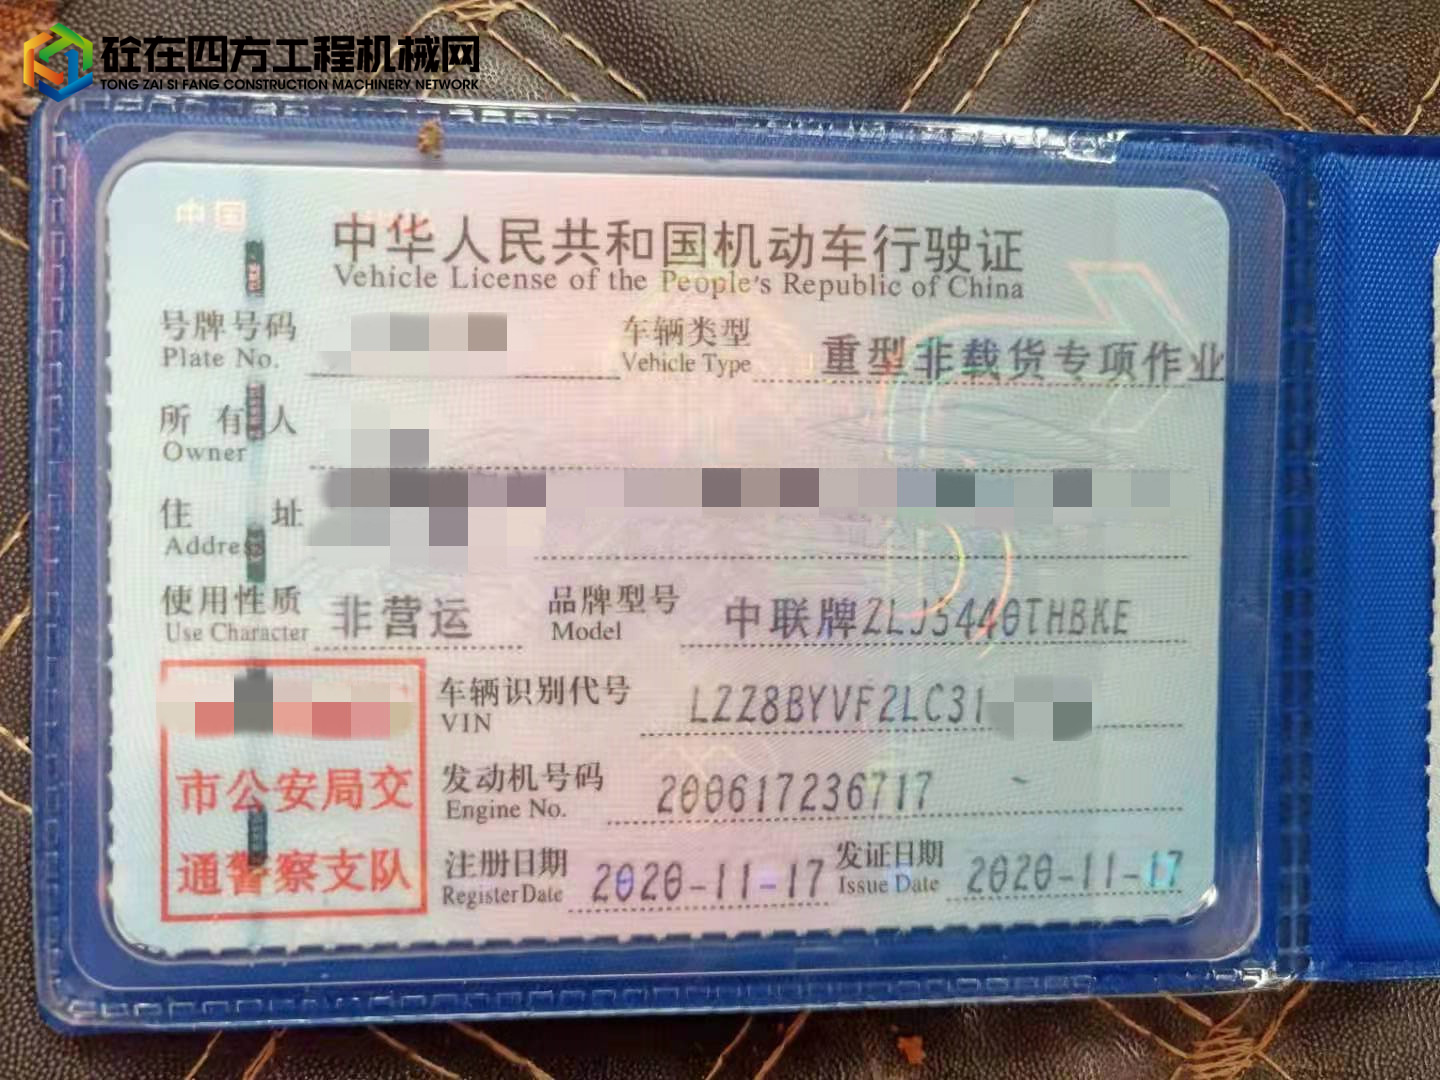 砼在四方工程机械网
TONG ZAI SI FANG CONSTRUCTION MACHINERY NETWORK
中国
中华人民共和国机动车行驶证
Vehicle License of the People's Republic of China
号牌号码
Plate No.
车辆类型 重型非载货专项作业
Vehicle Type
所有人
Owner
住址
Address
使用性质 非营运
Use Character
品牌型号 中联牌ZLJ5440THBKE
Model
车辆识别代号 LZZ8BYVF2LC31
VIN
市公安局交
通警察支队
发动机号码 200617236717
Engine No.
注册日期 2020-11-17
Register Date
发证日期 2020-11-17
Issue Date